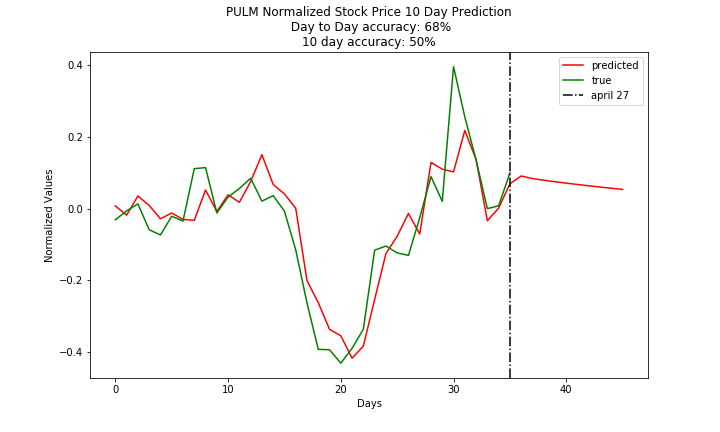 PULM Normalized Stock Price 10 Day Prediction
Day to Day accuracy: 68%
10 day accuracy: 50%
predicted
true
april 27
0.4
0.2
0.0
−0.2
−0.4
Normalized Values
0 10 20 30 40
Days